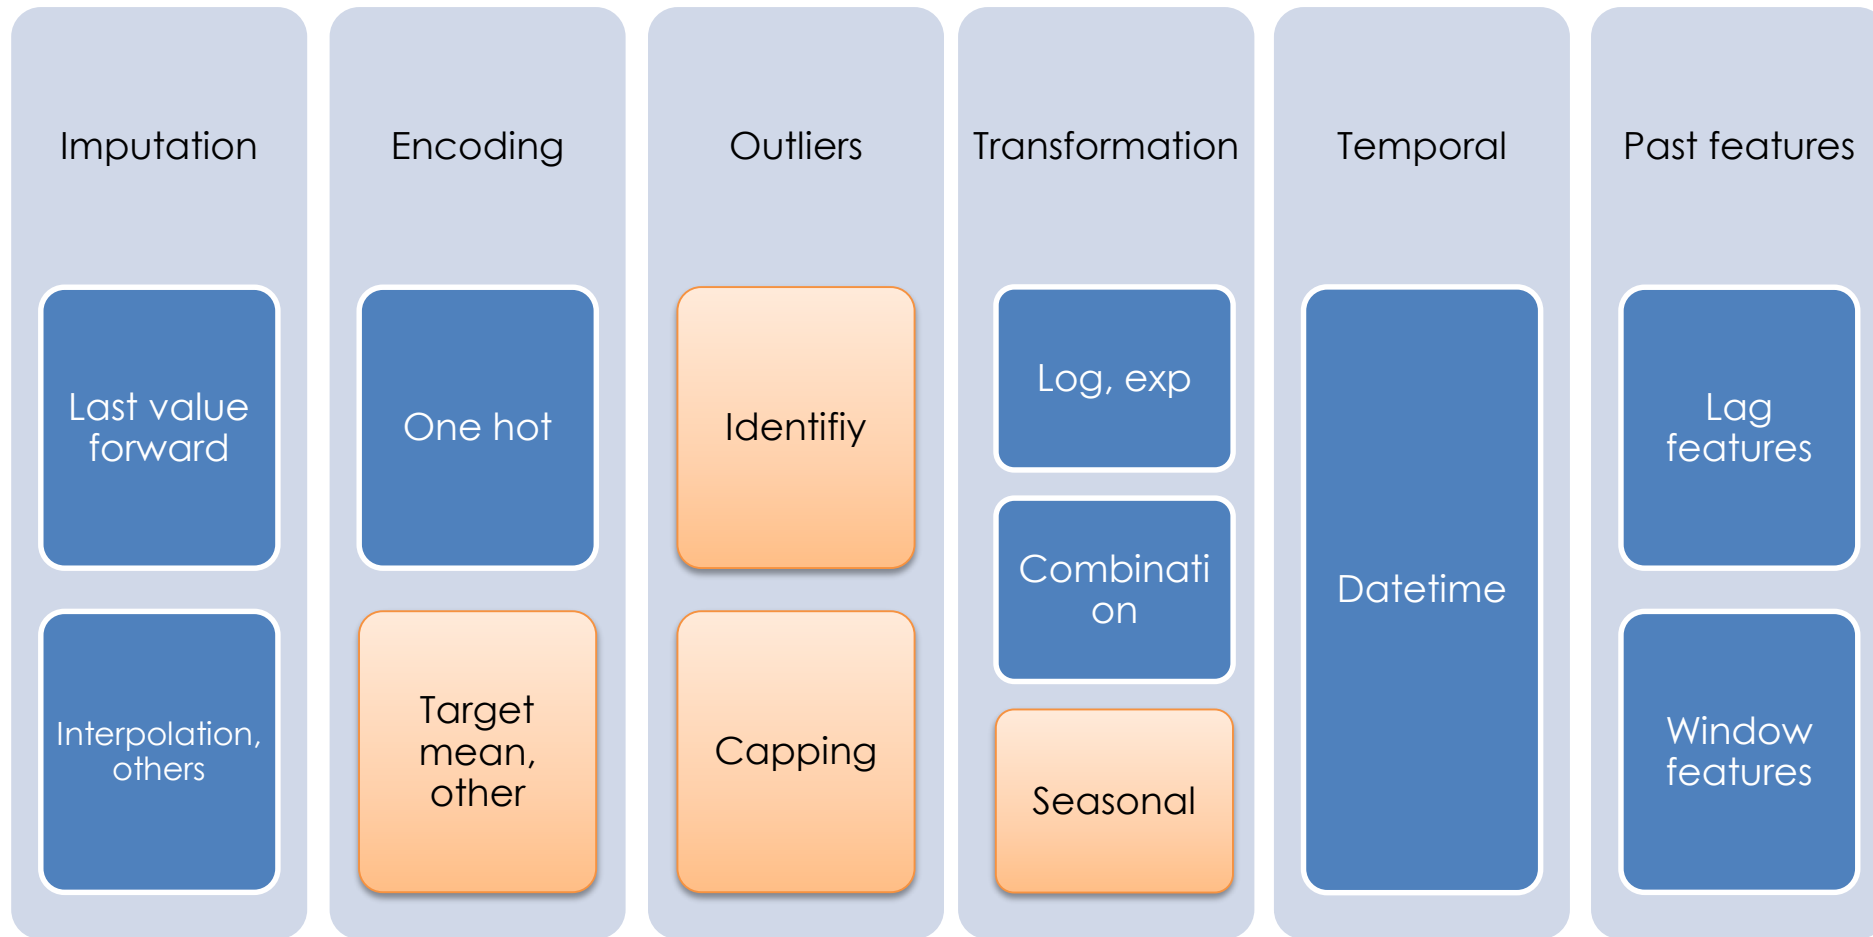 Imputation
Last value
forward
Interpolation,
others
Encoding
One hot
Target
mean,
other
Outliers
Identifiy
Capping
Transformation
Log, exp
Combinati
on
Seasonal
Temporal
Datetime
Past features
Lag
features
Window
features